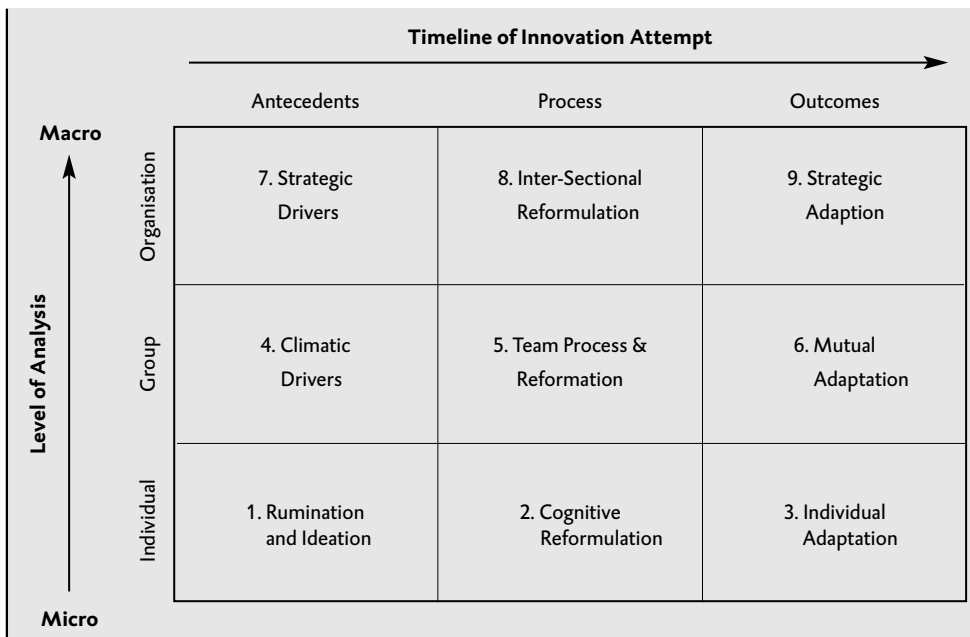 Timeline of Innovation Attempt
Antecedents
Process
Outcomes
Macro
Level of Analysis
Micro
Organisation
7. Strategic
Drivers
8. Inter-Sectional
Reformulation
9. Strategic
Adaption
Group
4. Climatic
Drivers
5. Team Process &
Reformation
6. Mutual
Adaptation
Individual
1. Rumination
and Ideation
2. Cognitive
Reformulation
3. Individual
Adaptation